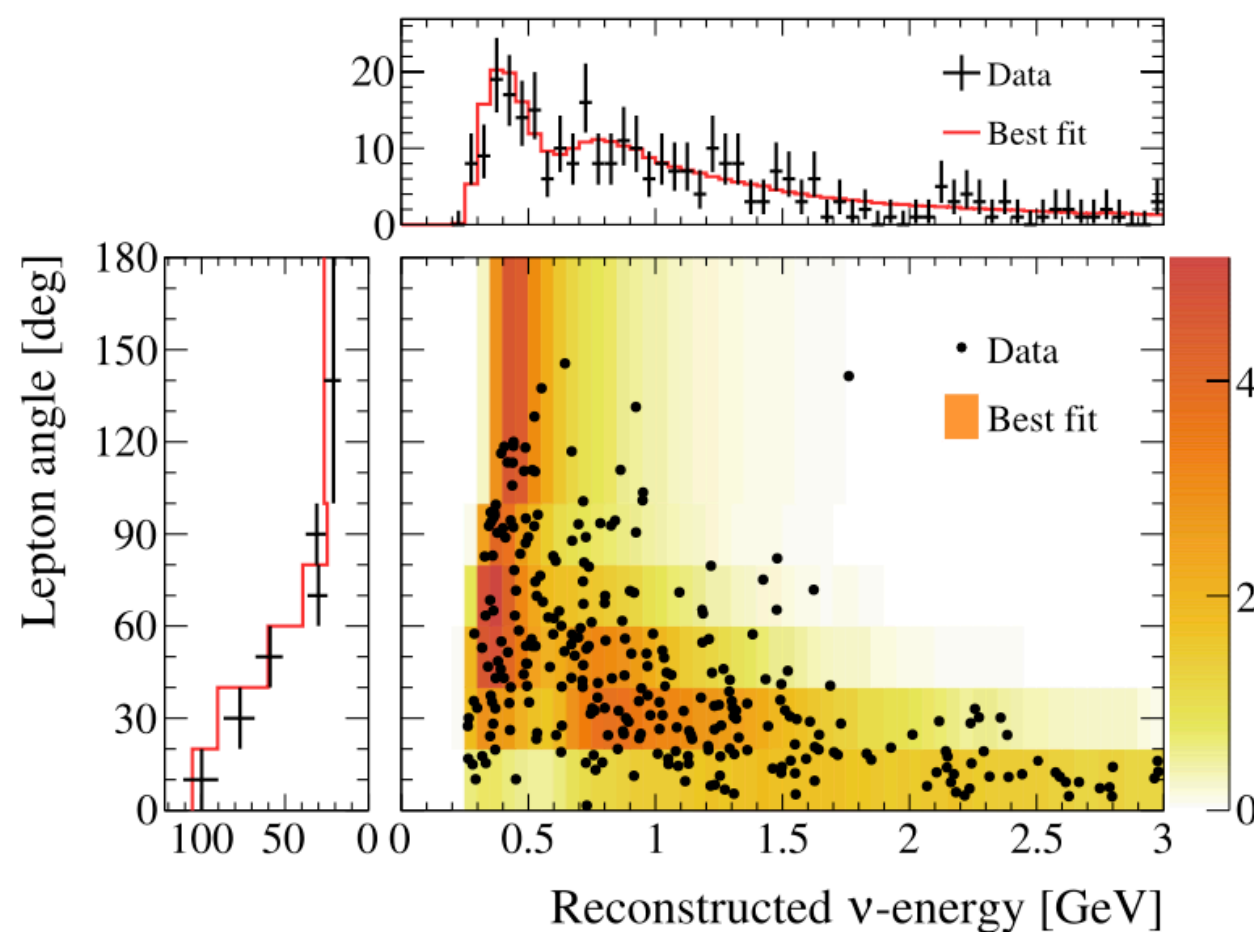 20
10
0
Data
Best fit
Lepton angle [deg]
180
150
120
90
60
30
0
100 50 0
Data
Best fit
4
2
0
0 0.5 1 1.5 2 2.5 3
Reconstructed ν-energy [GeV]